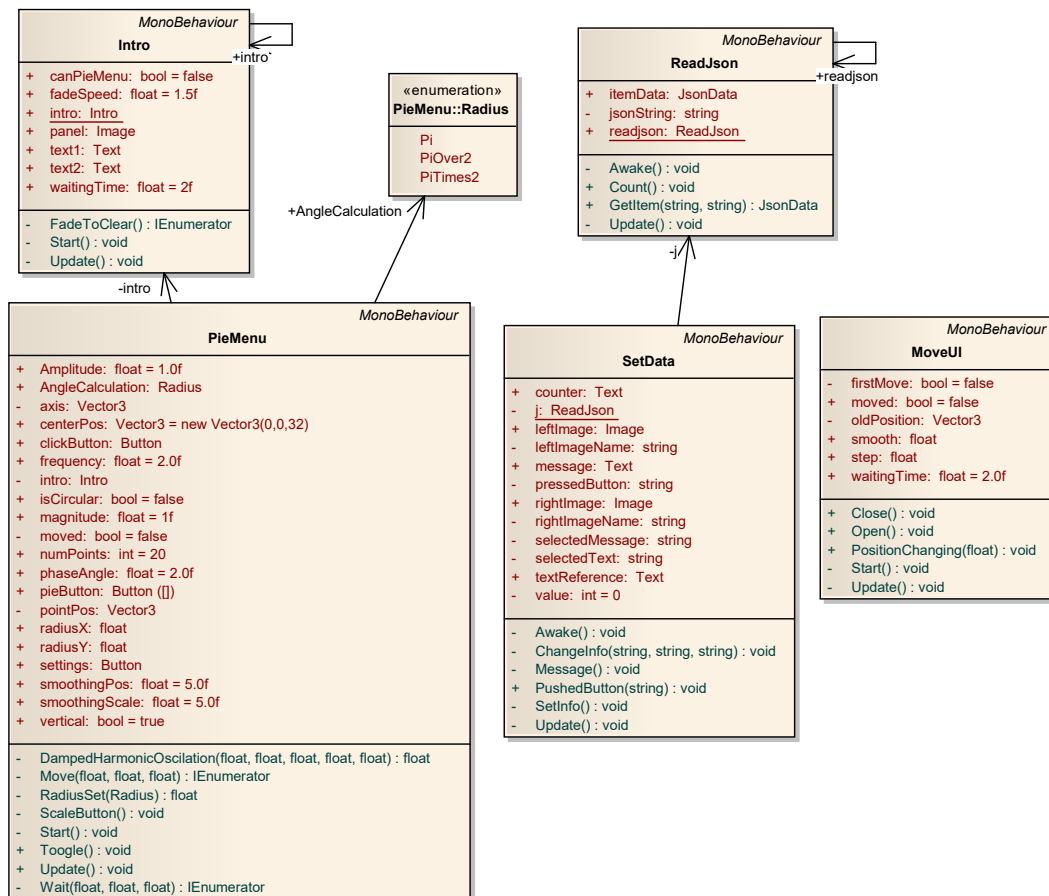 MonoBehaviour
Intro
+ canPieMenu: bool = false
+ fadeSpeed: float = 1.5f
+ intro: Intro
+ panel: Image
+ text1: Text
+ text2: Text
+ waitingTime: float = 2f
- FadeToClear() : IEnumerator
- Start() : void
- Update() : void
+intro`
«enumeration»
PieMenu::Radius
Pi
PiOver2
PiTimes2
+AngleCalculation
MonoBehaviour
ReadJson
+ itemData: JsonData
- jsonString: string
+ readjson: ReadJson
- Awake() : void
+ Count() : void
+ GetItem(string, string) : JsonData
- Update() : void
+readjson
-intro
-j
MonoBehaviour
PieMenu
+ Amplitude: float = 1.0f
+ AngleCalculation: Radius
- axis: Vector3
+ centerPos: Vector3 = new Vector3(0,0,32)
+ clickButton: Button
+ frequency: float = 2.0f
- intro: Intro
+ isCircular: bool = false
+ magnitude: float = 1f
- moved: bool = false
+ numPoints: int = 20
+ phaseAngle: float = 2.0f
+ pieButton: Button ([])
- pointPos: Vector3
+ radiusX: float
+ radiusY: float
+ settings: Button
+ smoothingPos: float = 5.0f
+ smoothingScale: float = 5.0f
+ vertical: bool = true
- DampedHarmonicOscilation(float, float, float, float, float) : float
- Move(float, float, float) : IEnumerator
- RadiusSet(Radius) : float
- ScaleButton() : void
- Start() : void
+ Toogle() : void
+ Update() : void
- Wait(float, float, float) : IEnumerator
MonoBehaviour
SetData
+ counter: Text
- j: ReadJson
+ leftImage: Image
- leftImageName: string
+ message: Text
- pressedButton: string
+ rightImage: Image
- rightImageName: string
- selectedMessage: string
- selectedText: string
+ textReference: Text
- value: int = 0
- Awake() : void
- ChangeInfo(string, string, string) : void
- Message() : void
+ PushedButton(string) : void
- SetInfo() : void
- Update() : void
MonoBehaviour
MoveUI
- firstMove: bool = false
+ moved: bool = false
- oldPosition: Vector3
+ smooth: float
+ step: float
+ waitingTime: float = 2.0f
+ Close() : void
+ Open() : void
+ PositionChanging(float) : void
- Start() : void
- Update() : void